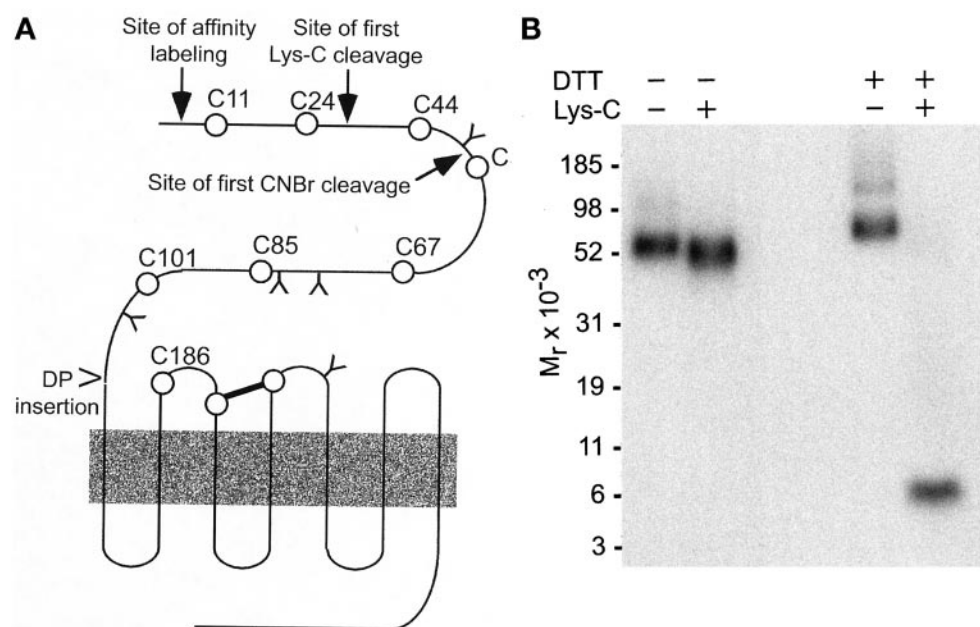 A
Site of affinity
labeling
Site of first
Lys-C cleavage
C11
C24
C44
C
Site of first CNBr cleavage
C101
C85
C67
DP
insertion
C186
B
DTT - - + +
Lys-C - + - +
185 -
98 -
52 -
31 -
19 -
11 -
6 -
3 -
Mr x 10-3